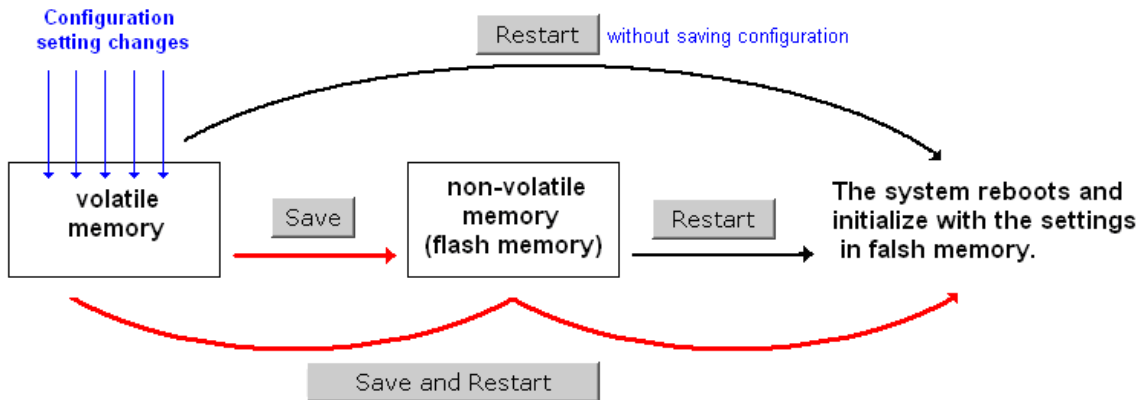 Configuration
setting changes
Restart
without saving configuration
volatile
memory
Save
non-volatile
memory
(flash memory)
Restart
The system reboots and
initialize with the settings
in falsh memory.
Save and Restart